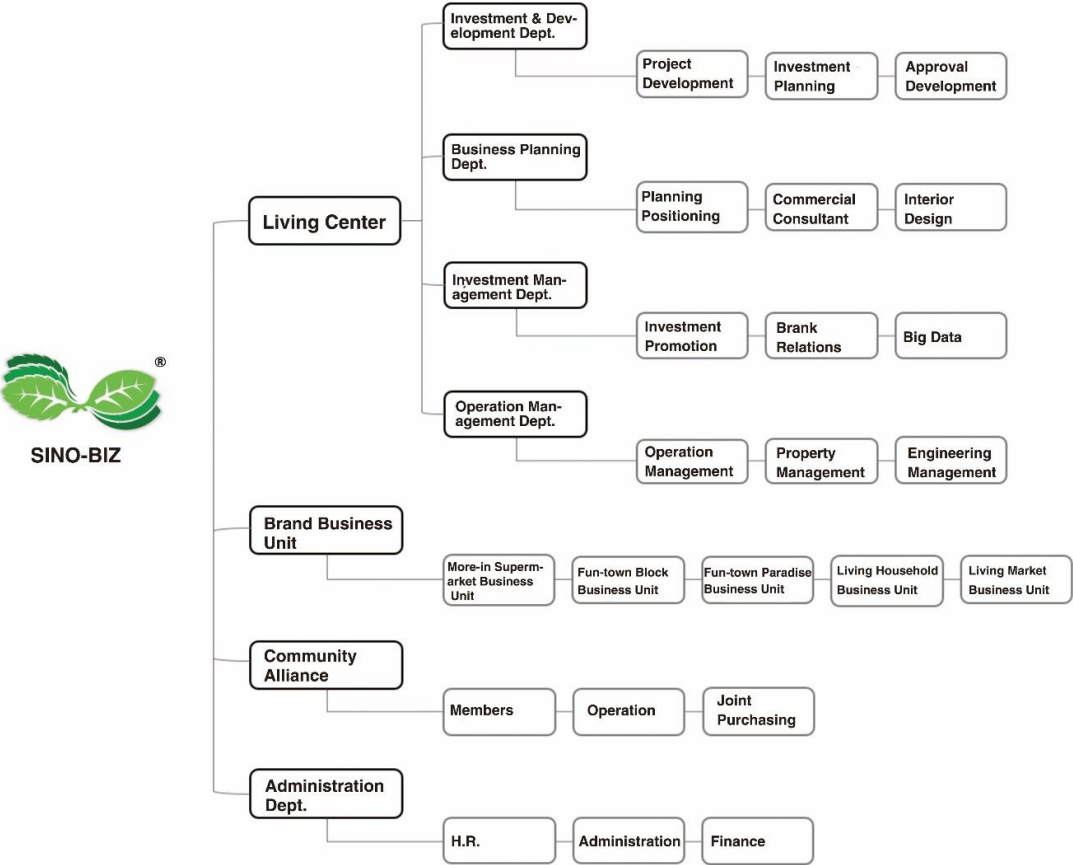 Investment & Dev-
elopment Dept.
Project
Development
Investment
Planning
Approval
Development
Business Planning
Dept.
Planning
Positioning
Commercial
Consultant
Interior
Design
Living Center
Investment Man-
agement Dept.
Investment
Promotion
Brank
Relations
Big Data
®
SINO-BIZ
Operation Man-
agement Dept.
Operation
Management
Property
Management
Engineering
Management
Brand Business
Unit
More-in Superm-
arket Business
Unit
Fun-town Block
Business Unit
Fun-town Paradise
Business Unit
Living Household
Business Unit
Living Market
Business Unit
Community
Alliance
Members
Operation
Joint
Purchasing
Administration
Dept.
H.R.
Administration
Finance